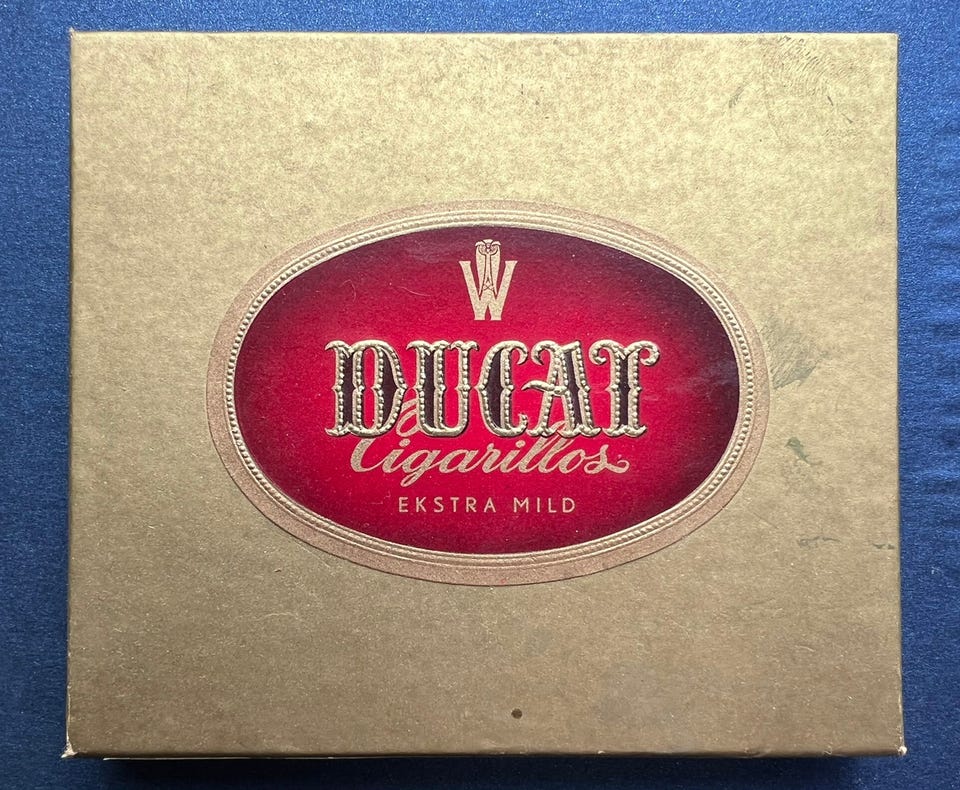 W
DUCAT
Cigarillos
EKSTRA MILD